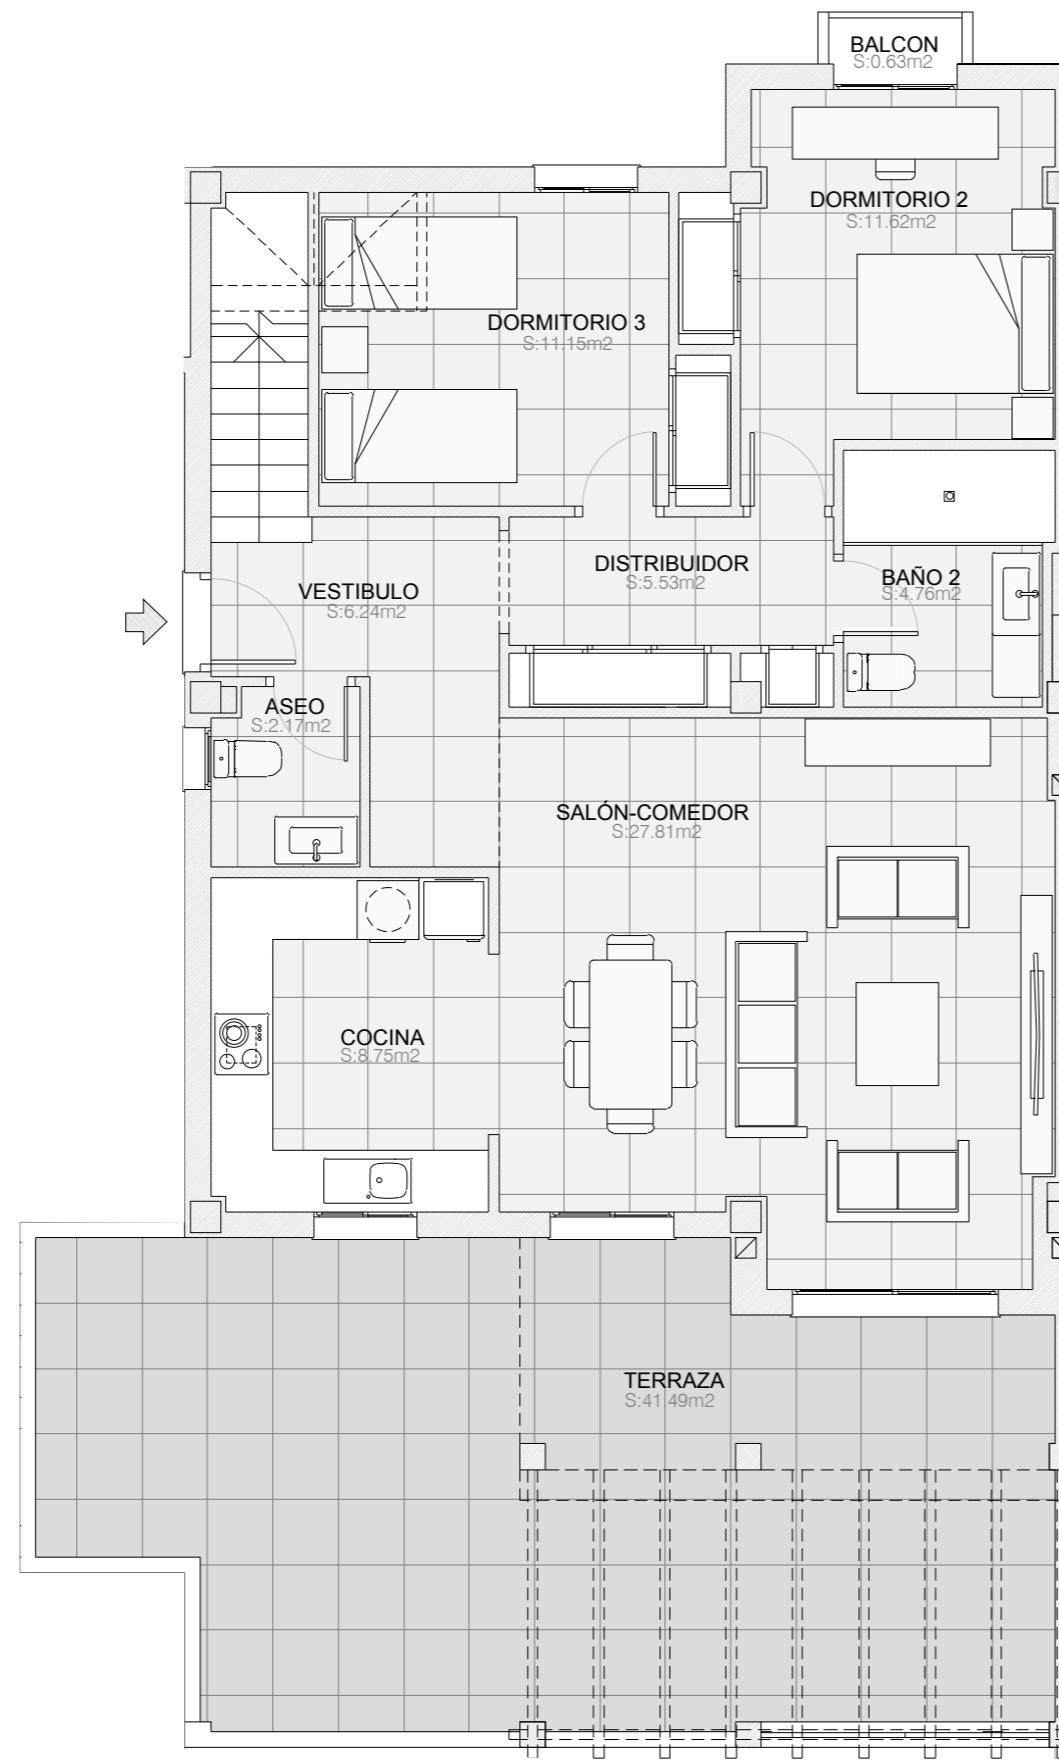 BALCON
S:0.63m2
DORMITORIO 2
S:11.62m2
DORMITORIO 3
S:11.15m2
DISTRIBUIDOR
S:5.53m2
BAÑO 2
S:4.76m2
VESTIBULO
S:6.24m2
ASEO
S:2.17m2
SALÓN-COMEDOR
S:27.81m2
COCINA
S:8.75m2
TERRAZA
S:41.49m2